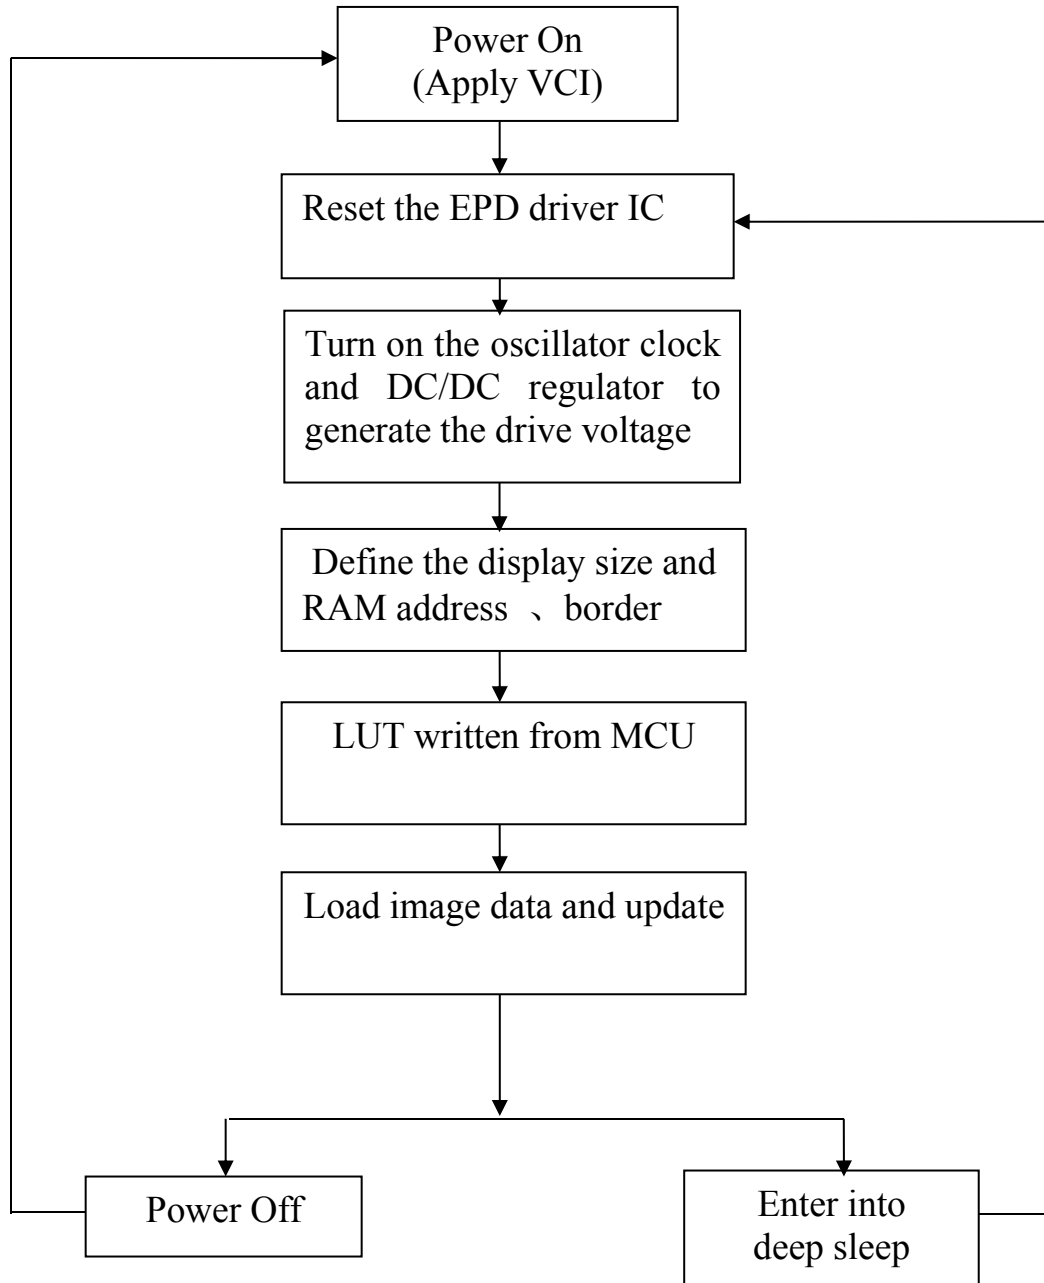 Power On
(Apply VCI)
Reset the EPD driver IC
Turn on the oscillator clock
and DC/DC regulator to
generate the drive voltage
Define the display size and
RAM address 、border
LUT written from MCU
Load image data and update
Power Off
Enter into
deep sleep